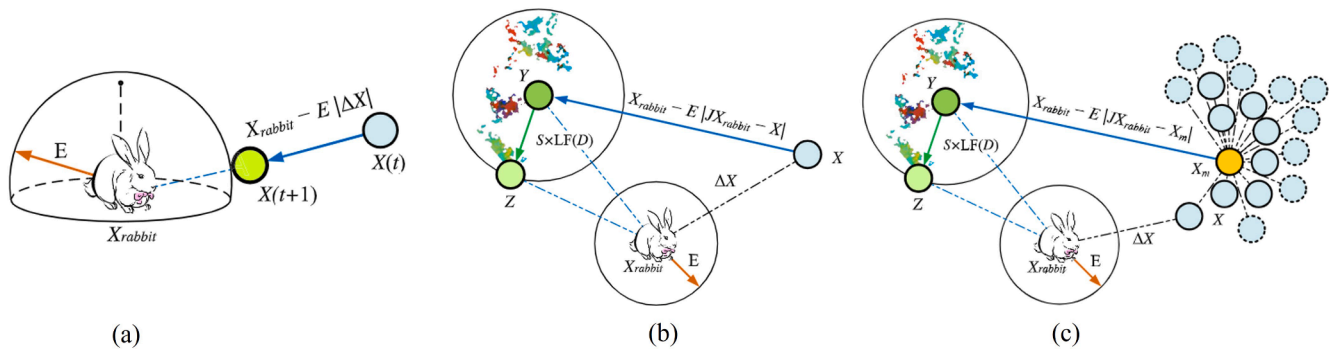 E
X_rabbit
X_rabbit − E |ΔX|
X(t)
X(t+1)
(a)
Y
S×LF(D)
Z
X_rabbit − E |JX_rabbit − X|
X
ΔX
X_rabbit
E
(b)
Y
S×LF(D)
Z
X_rabbit − E |JX_rabbit − X_m|
X_m
X
ΔX
X_rabbit
E
(c)